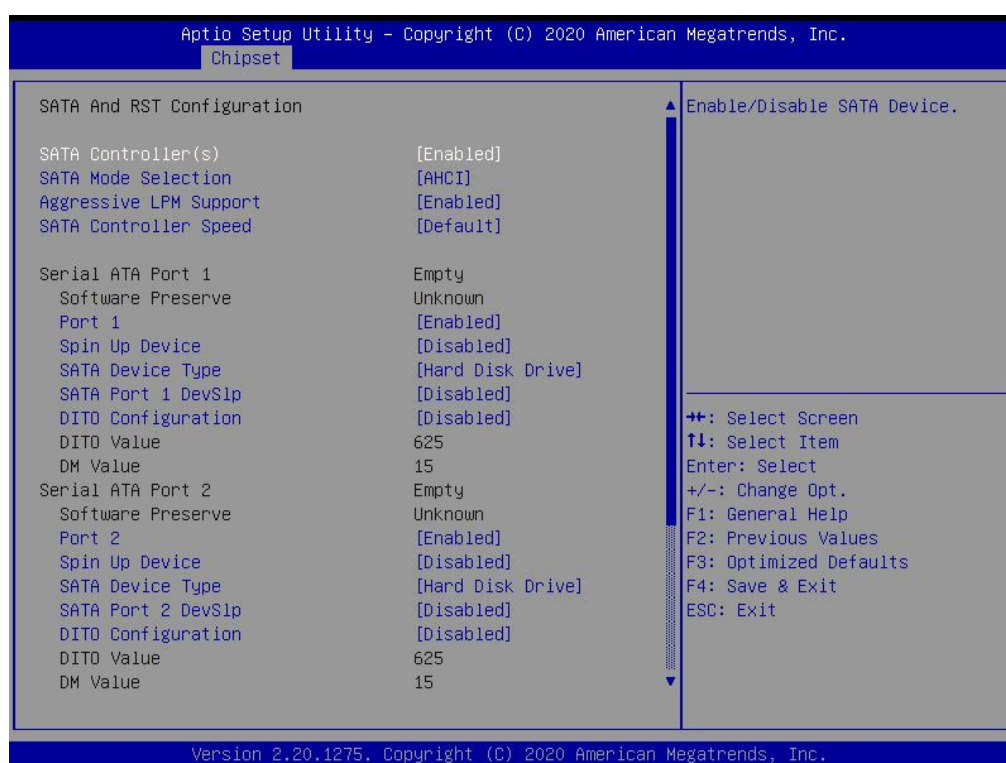 Aptio Setup Utility – Copyright (C) 2020 American Megatrends, Inc.
Chipset
SATA And RST Configuration
SATA Controller(s) [Enabled]
SATA Mode Selection [AHCI]
Aggressive LPM Support [Enabled]
SATA Controller Speed [Default]
Serial ATA Port 1 Empty
Software Preserve Unknown
Port 1 [Enabled]
Spin Up Device [Disabled]
SATA Device Type [Hard Disk Drive]
SATA Port 1 DevSlp [Disabled]
DITO Configuration [Disabled]
DITO Value 625
DM Value 15
Serial ATA Port 2 Empty
Software Preserve Unknown
Port 2 [Enabled]
Spin Up Device [Disabled]
SATA Device Type [Hard Disk Drive]
SATA Port 2 DevSlp [Disabled]
DITO Configuration [Disabled]
DITO Value 625
DM Value 15
Enable/Disable SATA Device.
→←: Select Screen
↑↓: Select Item
Enter: Select
+/-: Change Opt.
F1: General Help
F2: Previous Values
F3: Optimized Defaults
F4: Save & Exit
ESC: Exit
Version 2.20.1275. Copyright (C) 2020 American Megatrends, Inc.